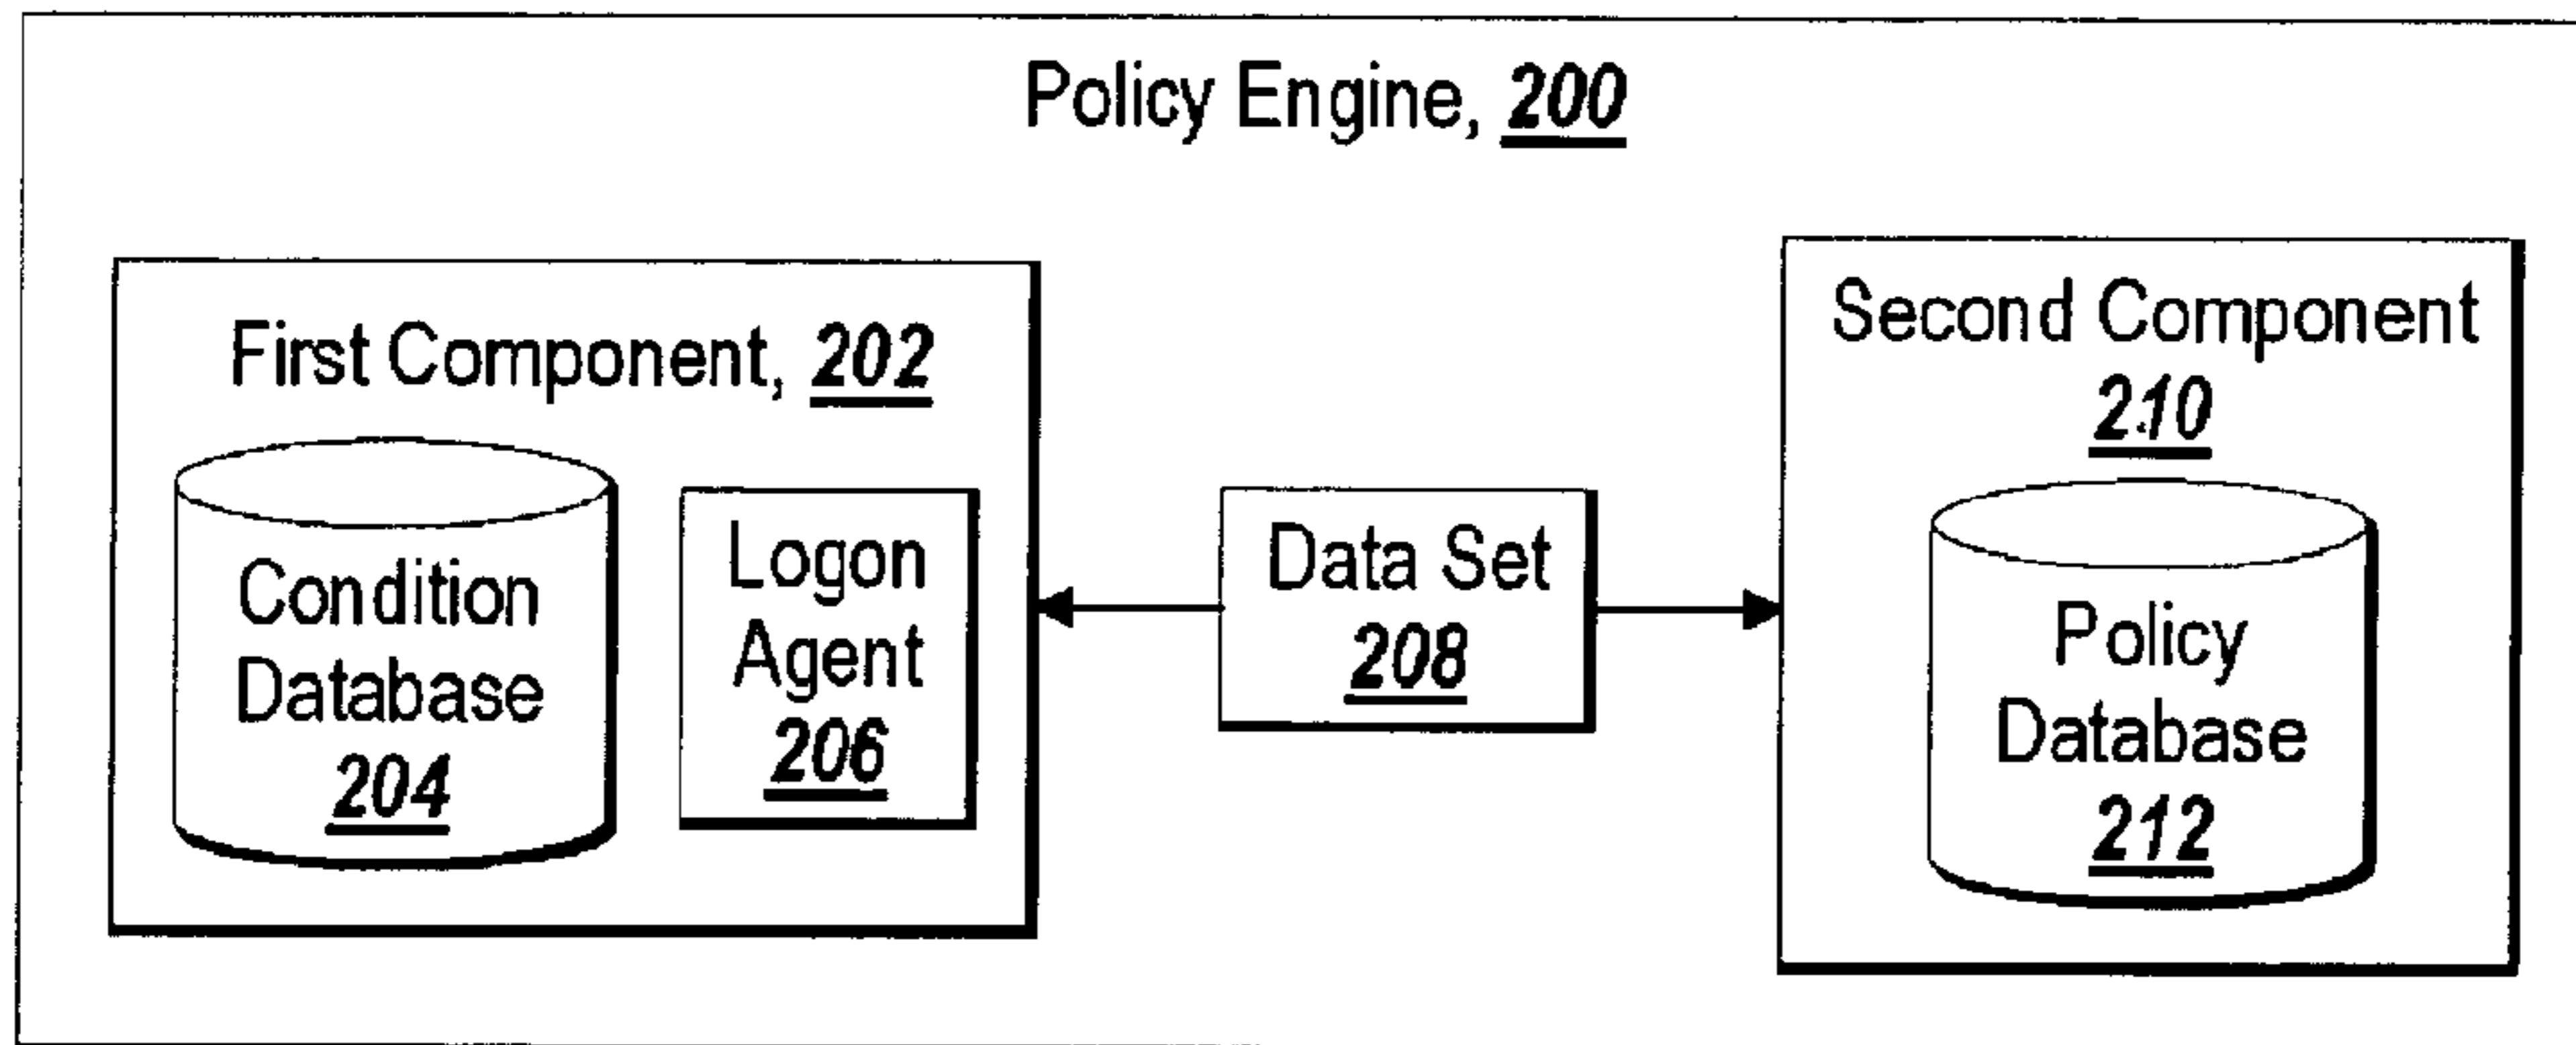 Policy Engine, 200
First Component, 202
Condition
Database
204
Logon
Agent
206
Data Set
208
Second Component
210
Policy
Database
212